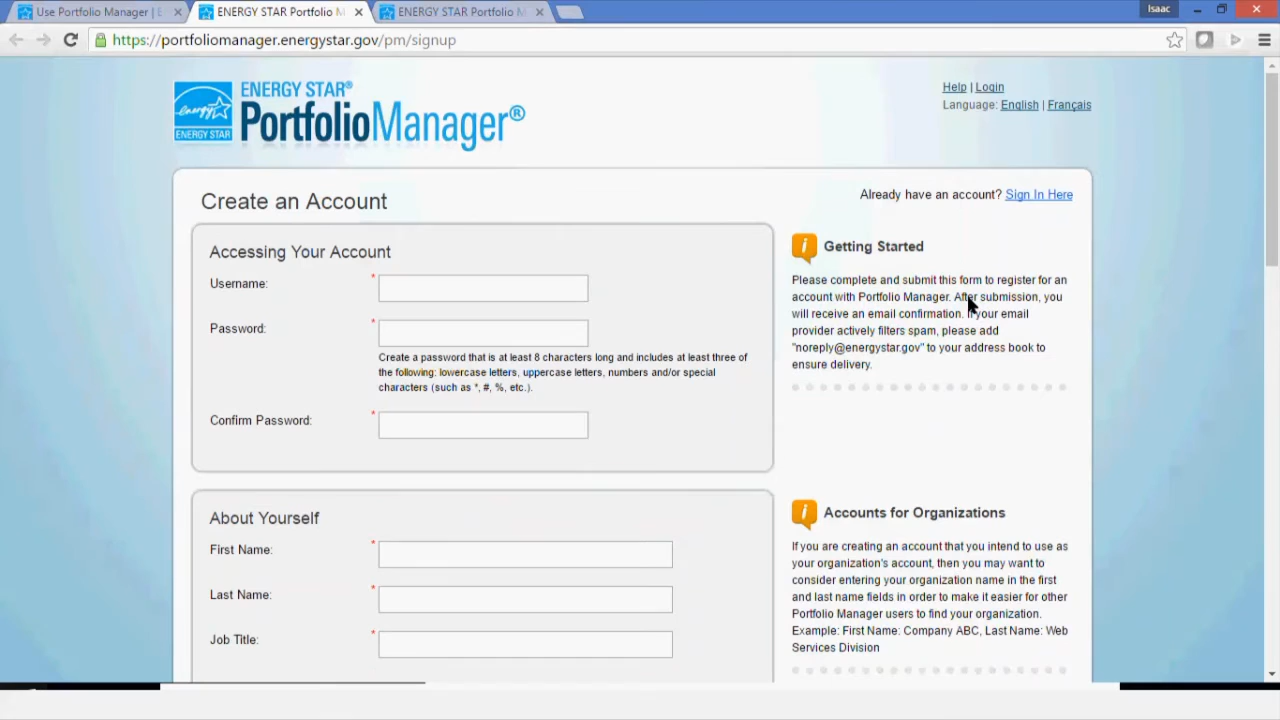 Use Portfolio Manager | E
ENERGY STAR Portfolio M
ENERGY STAR Portfolio M
Isaac
https://portfoliomanager.energystar.gov/pm/signup
ENERGY STAR®
PortfolioManager®
energy
ENERGY STAR
Help | Login
Language: English | Français
Create an Account
Already have an account? Sign In Here
Accessing Your Account
Username: *
Password: *
Create a password that is at least 8 characters long and includes at least three of
the following: lowercase letters, uppercase letters, numbers and/or special
characters (such as *, #, %, etc.).
Confirm Password: *
Getting Started
Please complete and submit this form to register for an
account with Portfolio Manager. After submission, you
will receive an email confirmation. If your email
provider actively filters spam, please add
"noreply@energystar.gov" to your address book to
ensure delivery.
About Yourself
First Name: *
Last Name: *
Job Title: *
Accounts for Organizations
If you are creating an account that you intend to use as
your organization's account, then you may want to
consider entering your organization name in the first
and last name fields in order to make it easier for other
Portfolio Manager users to find your organization.
Example: First Name: Company ABC, Last Name: Web
Services Division